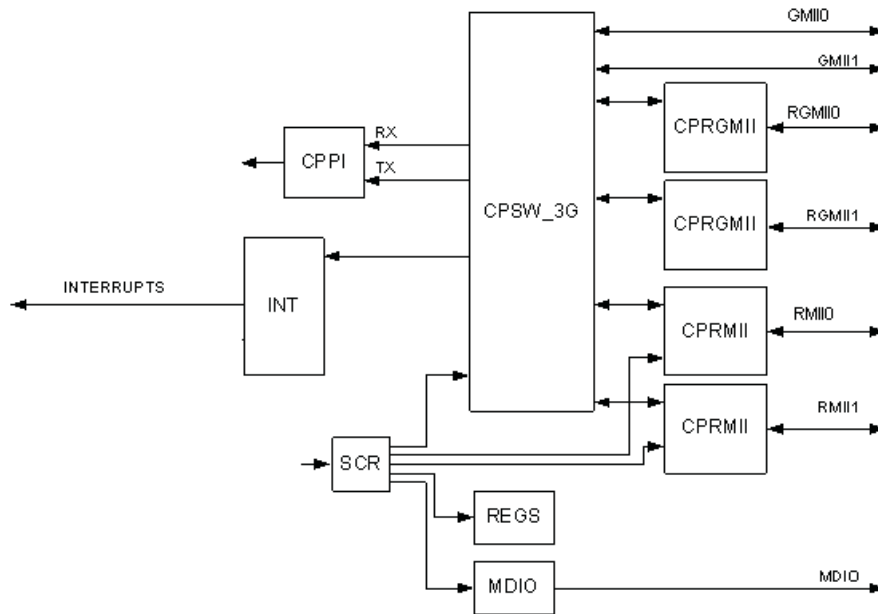 GMII0
GMII1
CPRGMII
RGMII0
RX
CPPI
TX
CPSW_3G
CPRGMII
RGMII1
INTERRUPTS
INT
CPRMII
RMII0
CPRMII
RMII1
SCR
REGS
MDIO
MDIO